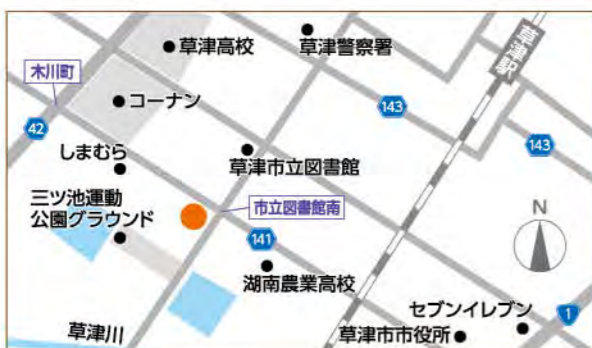 草津高校
草津警察署
草津駅
木川町
コーナン
143
42
143
しまむら
草津市立図書館
三ツ池運動
公園グラウンド
市立図書館南
N
141
湖南農業高校
セブンイレブン
1
草津川
草津市市役所